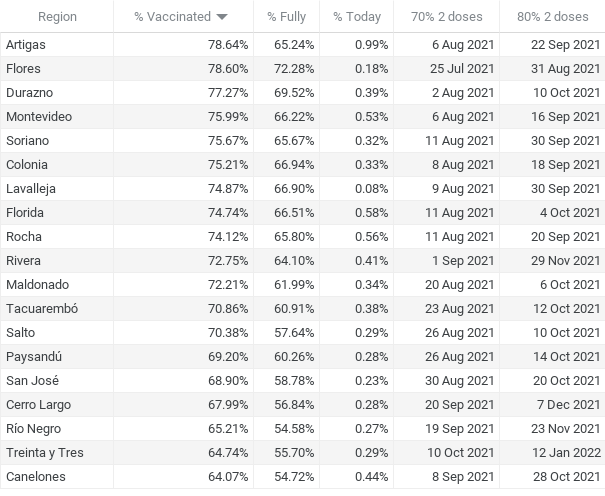 Region % Vaccinated % Fully % Today 70% 2 doses 80% 2 doses
Artigas 78.64% 65.24% 0.99% 6 Aug 2021 22 Sep 2021
Flores 78.60% 72.28% 0.18% 25 Jul 2021 31 Aug 2021
Durazno 77.27% 69.52% 0.39% 2 Aug 2021 10 Oct 2021
Montevideo 75.99% 66.22% 0.53% 6 Aug 2021 16 Sep 2021
Soriano 75.67% 65.67% 0.32% 11 Aug 2021 30 Sep 2021
Colonia 75.21% 66.94% 0.33% 8 Aug 2021 18 Sep 2021
Lavalleja 74.87% 66.90% 0.08% 9 Aug 2021 30 Sep 2021
Florida 74.74% 66.51% 0.58% 11 Aug 2021 4 Oct 2021
Rocha 74.12% 65.80% 0.56% 11 Aug 2021 20 Sep 2021
Rivera 72.75% 64.10% 0.41% 1 Sep 2021 29 Nov 2021
Maldonado 72.21% 61.99% 0.34% 20 Aug 2021 6 Oct 2021
Tacuarembó 70.86% 60.91% 0.38% 23 Aug 2021 12 Oct 2021
Salto 70.38% 57.64% 0.29% 26 Aug 2021 10 Oct 2021
Paysandú 69.20% 60.26% 0.28% 26 Aug 2021 14 Oct 2021
San José 68.90% 58.78% 0.23% 30 Aug 2021 20 Oct 2021
Cerro Largo 67.99% 56.84% 0.28% 20 Sep 2021 7 Dec 2021
Río Negro 65.21% 54.58% 0.27% 19 Sep 2021 23 Nov 2021
Treinta y Tres 64.74% 55.70% 0.29% 10 Oct 2021 12 Jan 2022
Canelones 64.07% 54.72% 0.44% 8 Sep 2021 28 Oct 2021